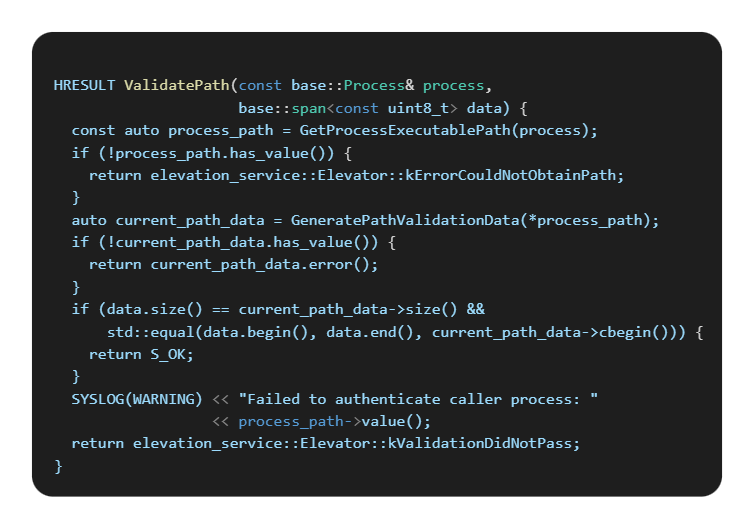 HRESULT ValidatePath(const base::Process& process,
                     base::span<const uint8_t> data) {
  const auto process_path = GetProcessExecutablePath(process);
  if (!process_path.has_value()) {
    return elevation_service::Elevator::kErrorCouldNotObtainPath;
  }
  auto current_path_data = GeneratePathValidationData(*process_path);
  if (!current_path_data.has_value()) {
    return current_path_data.error();
  }
  if (data.size() == current_path_data->size() &&
      std::equal(data.begin(), data.end(), current_path_data->cbegin())) {
    return S_OK;
  }
  SYSLOG(WARNING) << "Failed to authenticate caller process: "
                  << process_path->value();
  return elevation_service::Elevator::kValidationDidNotPass;
}